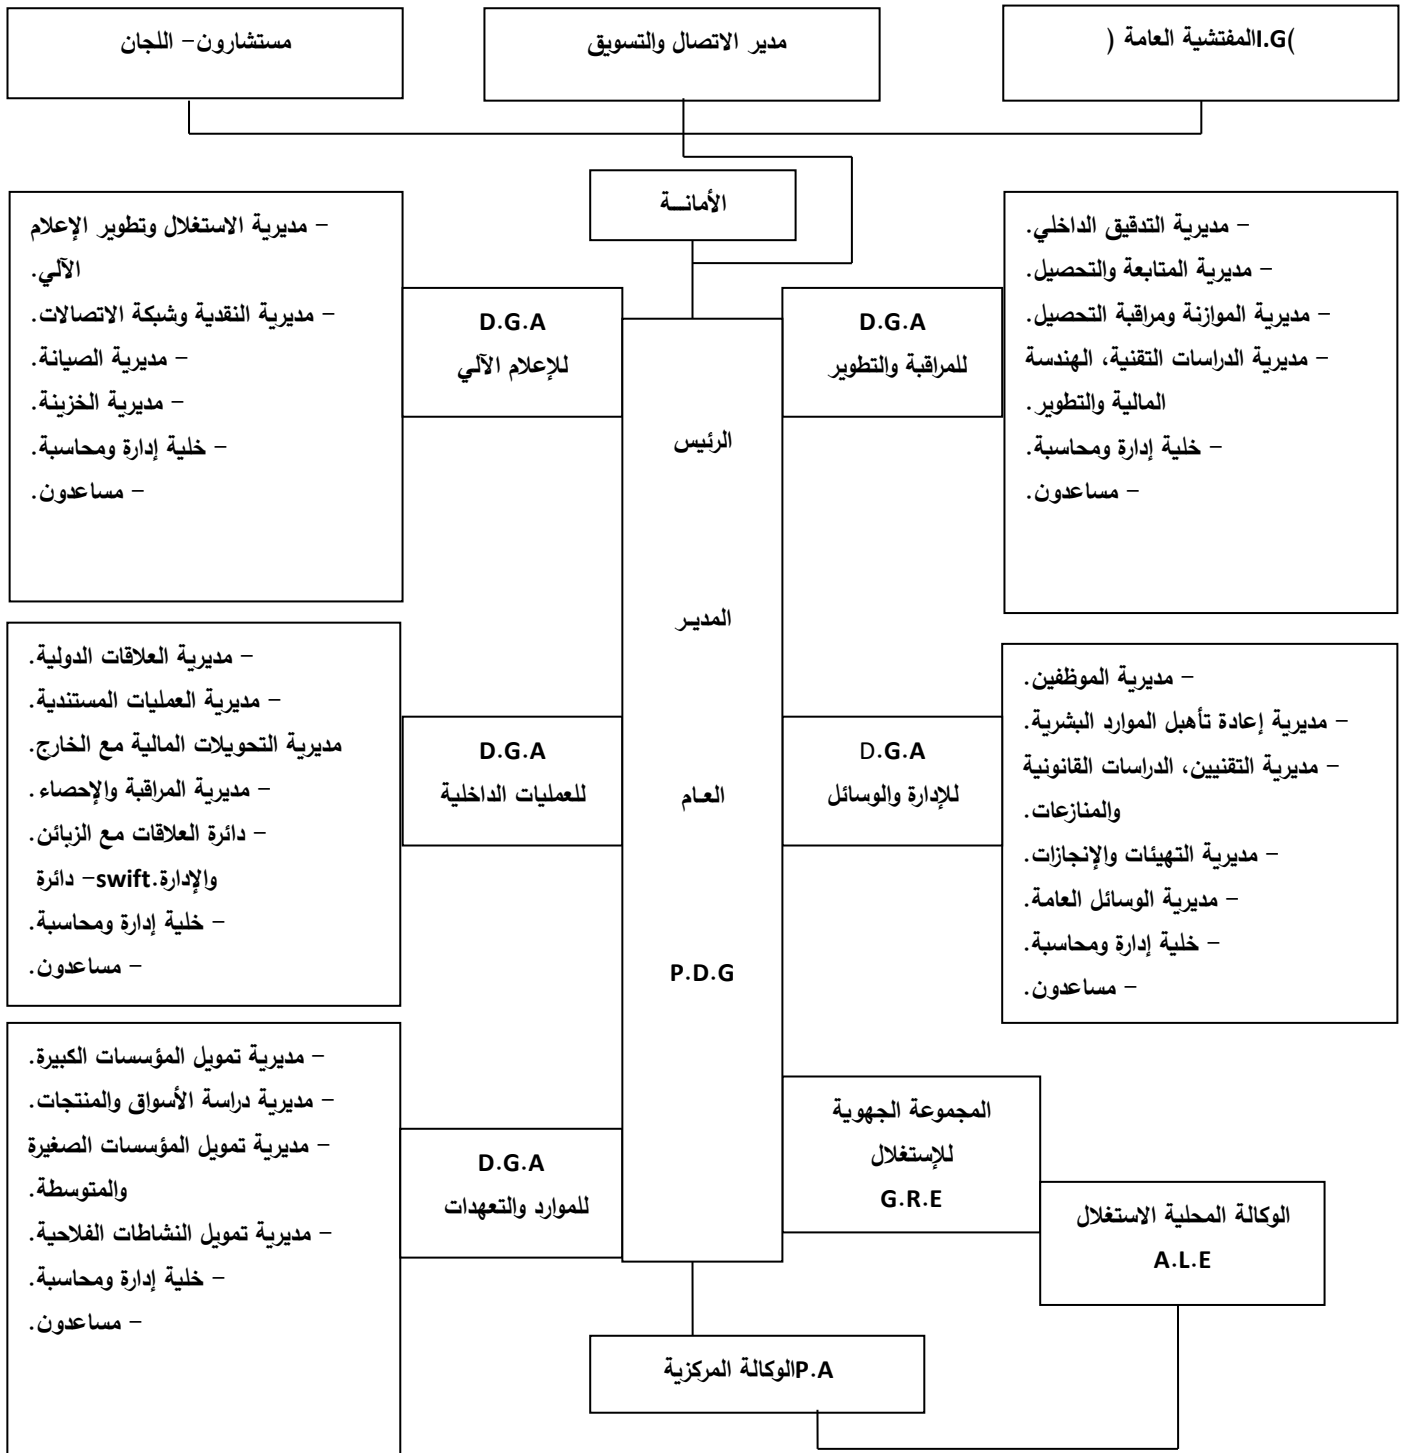 )I.Gالمفتشية العامة (
مدير الاتصال والتسويق
مستشارون- اللجان
الأمانــة
- مديرية التدقيق الداخلي.
- مديرية المتابعة والتحصيل.
- مديرية الموازنة ومراقبة التحصيل.
- مديرية الدراسات التقنية، الهندسة
المالية والتطوير.
- خلية إدارة ومحاسبة.
- مساعدون.
D.G.A
للمراقبة والتطوير
D.G.A
للإعلام الآلي
- مديرية الاستغلال وتطوير الإعلام
الآلي.
- مديرية النقدية وشبكة الاتصالات.
- مديرية الصيانة.
- مديرية الخزينة.
- خلية إدارة ومحاسبة.
- مساعدون.
الرئيس
المديـر
العـام
P.D.G
- مديرية الموظفين.
- مديرية إعادة تأهبل الموارد البشرية.
- مديرية التقنيين، الدراسات القانونية
والمنازعات.
- مديرية التهيئات والإنجازات.
- مديرية الوسائل العامة.
- خلية إدارة ومحاسبة.
- مساعدون.
D.G.A
للإدارة والوسائل
D.G.A
للعمليات الداخلية
- مديرية العلاقات الدولية.
- مديرية العمليات المستندية.
مديرية التحويلات المالية مع الخارج.
- مديرية المراقبة والإحصاء.
- دائرة العلاقات مع الزبائن.
والإدارة.swift- دائرة
- خلية إدارة ومحاسبة.
- مساعدون.
المجموعة الجهوية
للإستغلال
G.R.E
الوكالة المحلية الاستغلال
A.L.E
D.G.A
للموارد والتعهدات
- مديرية تمويل المؤسسات الكبيرة.
- مديرية دراسة الأسواق والمنتجات.
- مديرية تمويل المؤسسات الصغيرة
والمتوسطة.
- مديرية تمويل النشاطات الفلاحية.
- خلية إدارة ومحاسبة.
- مساعدون.
P.Aالوكالة المركزية